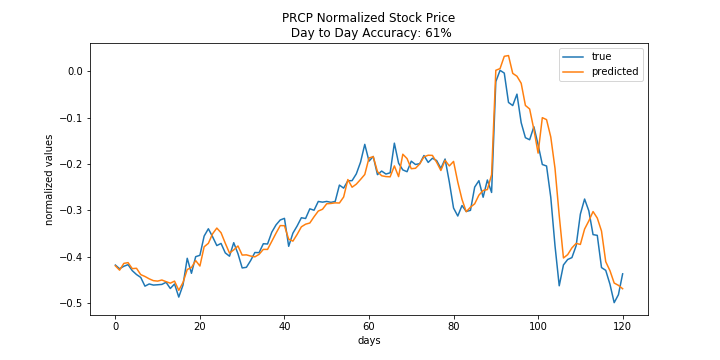 PRCP Normalized Stock Price
Day to Day Accuracy: 61%
true
predicted
normalized values
0.0
−0.1
−0.2
−0.3
−0.4
−0.5
0 20 40 60 80 100 120
days